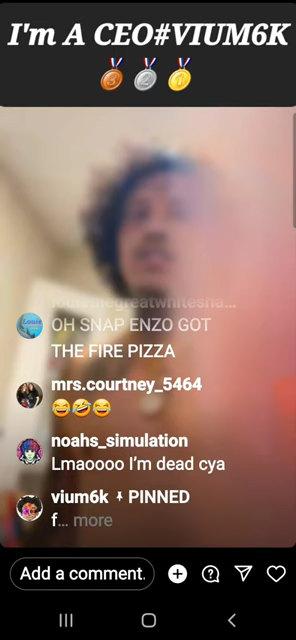 I'm A CEO#VIUM6K
🥉🥈🥇
OH SNAP ENZO GOT
THE FIRE PIZZA
mrs.courtney_5464
😂🤣😂
noahs_simulation
Lmaoooo I'm dead cya
vium6k 📌 PINNED
f... more
Add a comment.